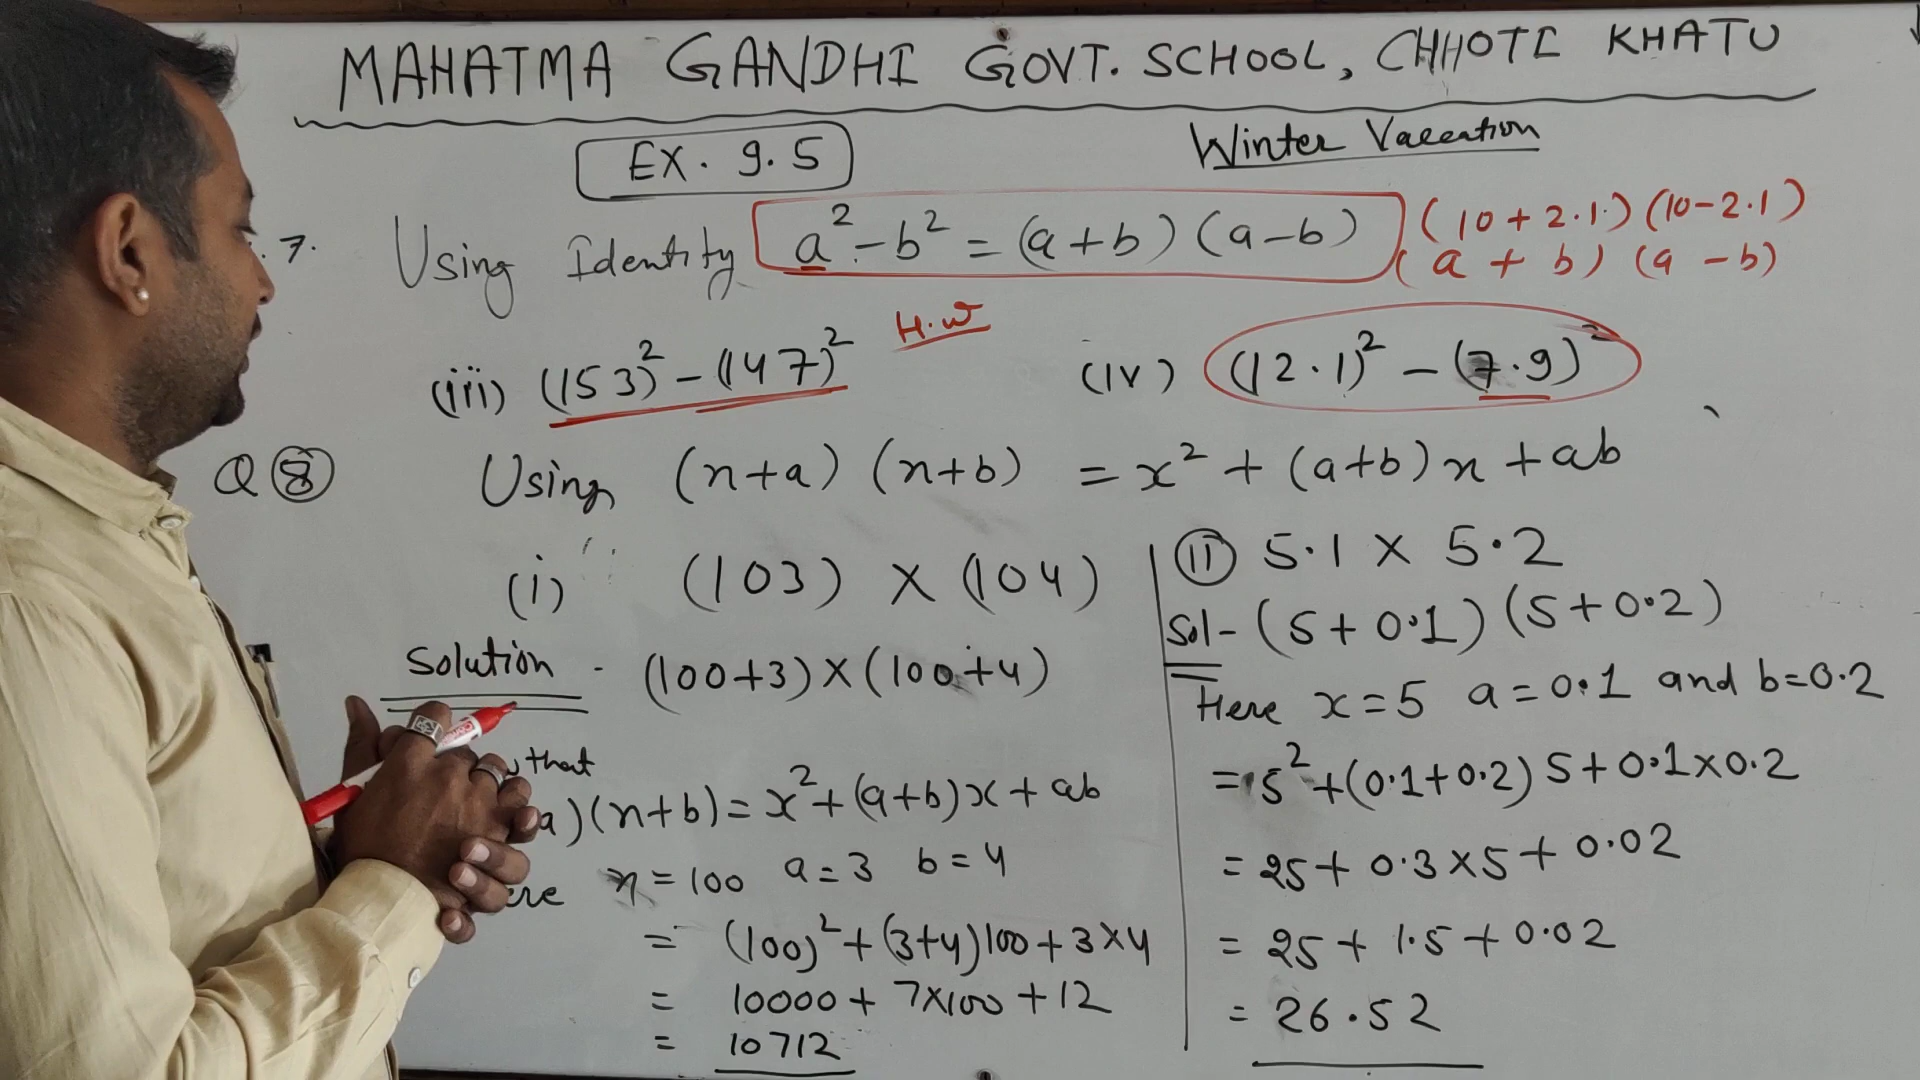 MAHATMA GANDHI GOVT. SCHOOL, CHHOTI KHATU
EX. 9.5
Winter Vacation
. 7. Using Identity a² - b² = (a+b) (a-b)
(10 + 2.1) (10 - 2.1)
(a + b) (a - b)
H.W
(iii) (153)² - (147)²
(iv) (12.1)² - (7.9)²
Q 8 Using (x+a) (x+b) = x² + (a+b) x + ab
(i) (103) × (104)
Solution - (100+3) × (100+4)
that
a) (x+b) = x² + (a+b) x + ab
ere x = 100 a = 3 b = 4
= (100)² + (3+4) 100 + 3 × 4
= 10000 + 7×100 + 12
= 10712
(II) 5.1 × 5.2
Sol - (5 + 0.1) (5 + 0.2)
Here x = 5 a = 0.1 and b = 0.2
= 5² + (0.1+0.2) 5 + 0.1×0.2
= 25 + 0.3 × 5 + 0.02
= 25 + 1.5 + 0.02
= 26.52